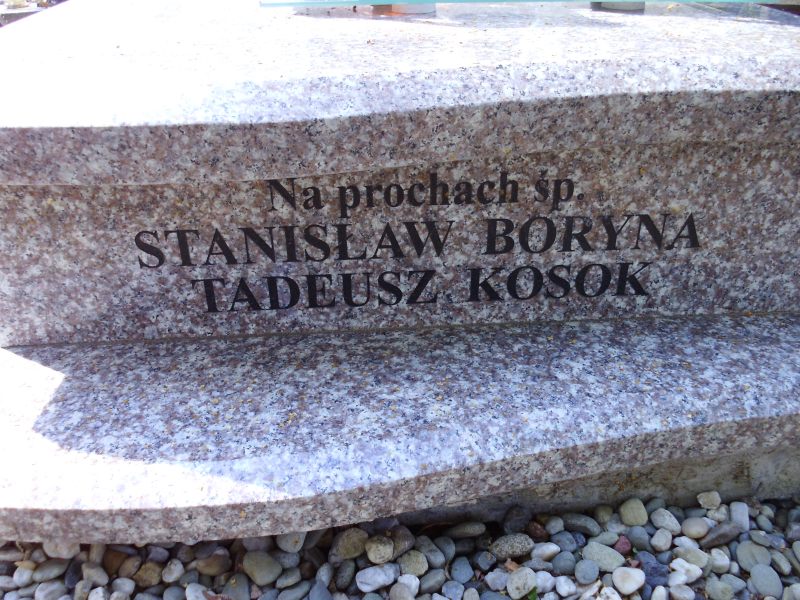 Na prochach śp.
STANISŁAW BORYNA
TADEUSZ KOSOK